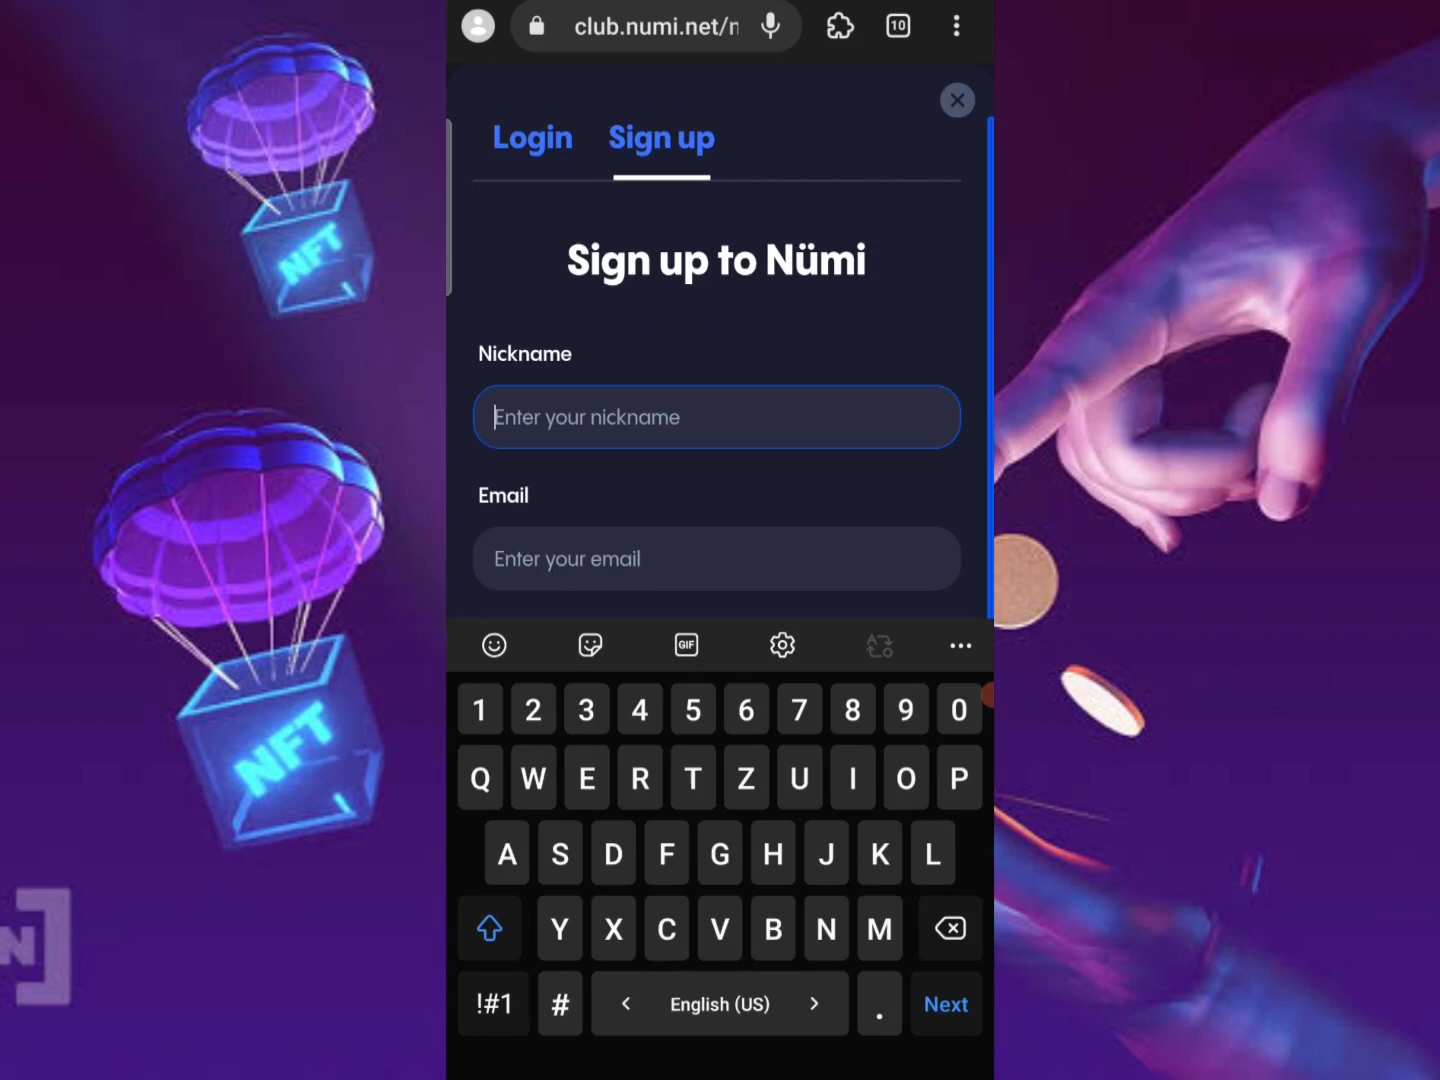 club.numi.net/n
10
Login Sign up
Sign up to Nümi
Nickname
Enter your nickname
Email
Enter your email
GIF
1 2 3 4 5 6 7 8 9 0
Q W E R T Z U I O P
A S D F G H J K L
Y X C V B N M
!#1 # < English (US) > . Next
NFT
NFT
N